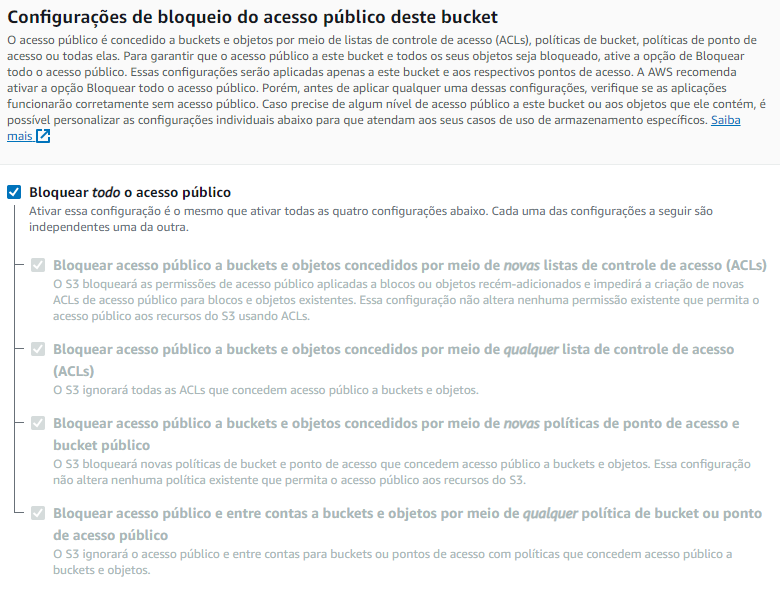 Configurações de bloqueio do acesso público deste bucket
O acesso público é concedido a buckets e objetos por meio de listas de controle de acesso (ACLs), políticas de bucket, políticas de ponto de
acesso ou todas elas. Para garantir que o acesso público a este bucket e todos os seus objetos seja bloqueado, ative a opção de Bloquear
todo o acesso público. Essas configurações serão aplicadas apenas a este bucket e aos respectivos pontos de acesso. A AWS recomenda
ativar a opção Bloquear todo o acesso público. Porém, antes de aplicar qualquer uma dessas configurações, verifique se as aplicações
funcionarão corretamente sem acesso público. Caso precise de algum nível de acesso público a este bucket ou aos objetos que ele contém, é
possível personalizar as configurações individuais abaixo para que atendam aos seus casos de uso de armazenamento específicos. Saiba
mais
Bloquear todo o acesso público
Ativar essa configuração é o mesmo que ativar todas as quatro configurações abaixo. Cada uma das configurações a seguir são
independentes uma da outra.
Bloquear acesso público a buckets e objetos concedidos por meio de novas listas de controle de acesso (ACLs)
O S3 bloqueará as permissões de acesso público aplicadas a blocos ou objetos recém-adicionados e impedirá a criação de novas
ACLs de acesso público para blocos e objetos existentes. Essa configuração não altera nenhuma permissão existente que permita o
acesso público aos recursos do S3 usando ACLs.
Bloquear acesso público a buckets e objetos concedidos por meio de qualquer lista de controle de acesso
(ACLs)
O S3 ignorará todas as ACLs que concedem acesso público a buckets e objetos.
Bloquear acesso público a buckets e objetos concedidos por meio de novas políticas de ponto de acesso e
bucket público
O S3 bloqueará novas políticas de bucket e ponto de acesso que concedem acesso público a buckets e objetos. Essa configuração
não altera nenhuma política existente que permita o acesso público aos recursos do S3.
Bloquear acesso público e entre contas a buckets e objetos por meio de qualquer política de bucket ou ponto
de acesso público
O S3 ignorará o acesso público e entre contas para buckets ou pontos de acesso com políticas que concedem acesso público a
buckets e objetos.